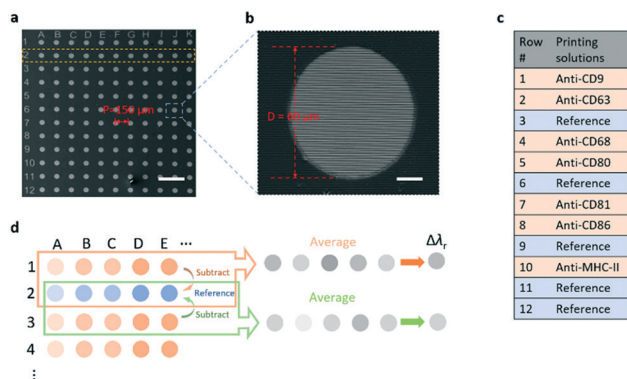 a
A B C D E F G H I J K
1
2
3
4
5
6
7
8
9
10
11
12
P=150 μm
b
D = 60 μm
c
Row # Printing solutions
1 Anti-CD9
2 Anti-CD63
3 Reference
4 Anti-CD68
5 Anti-CD80
6 Reference
7 Anti-CD81
8 Anti-CD86
9 Reference
10 Anti-MHC-II
11 Reference
12 Reference
d
A B C D E ...
1
2
3
4
⋮
Subtract
Reference
Subtract
Average
Δλr
Average